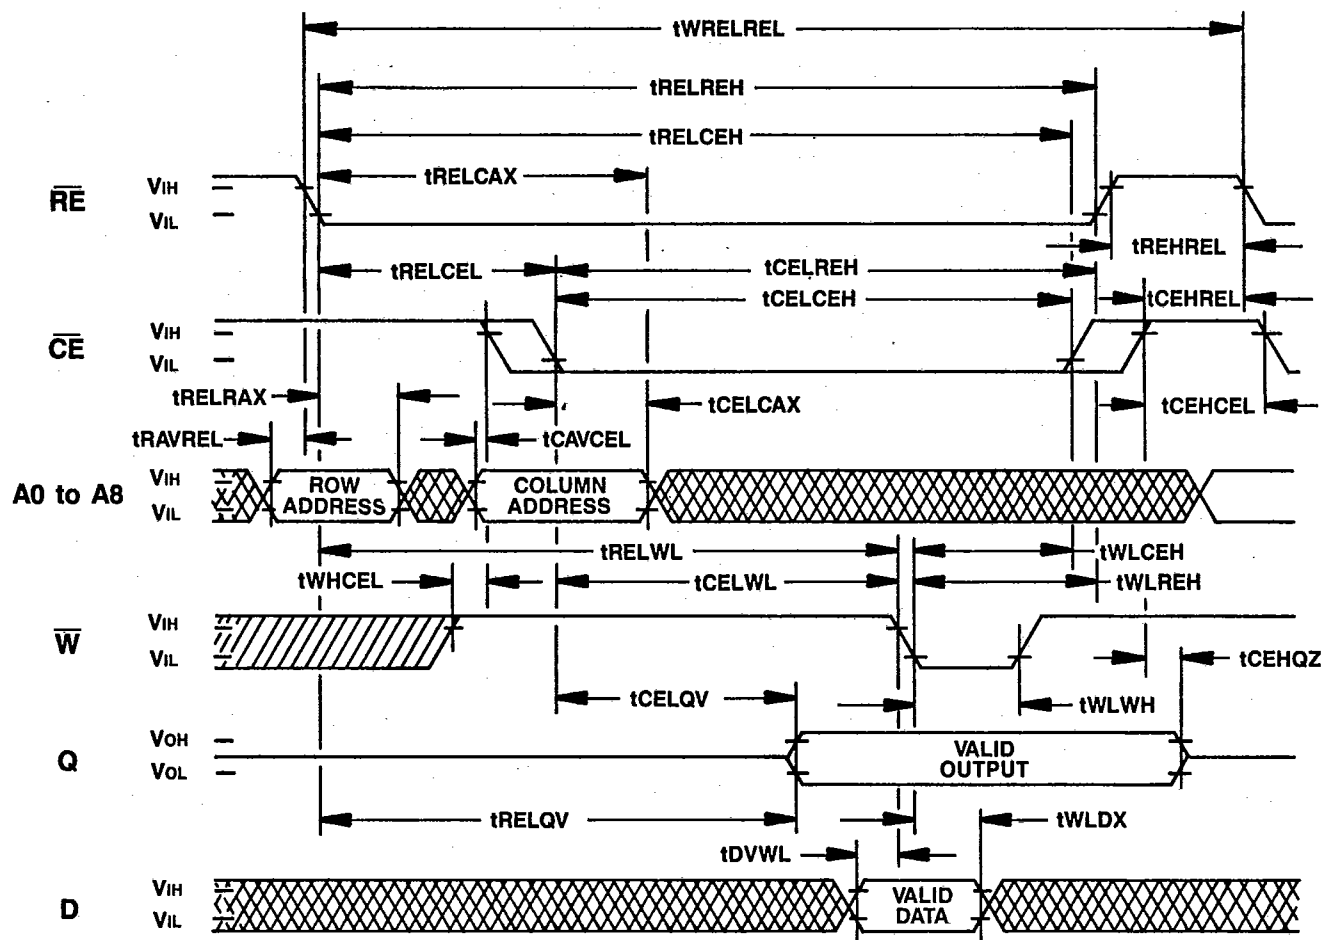 tWRELREL
tRELREH
tRELCEH
tRELCAX
RE
VIH
VIL
tREHREL
tRELCEL
tCELREH
tCELCEH
tCEHREL
CE
VIH
VIL
tRELRAX
tCELCAX
tCEHCEL
tRAVREL
tCAVCEL
A0 to A8
VIH
VIL
ROW
ADDRESS
COLUMN
ADDRESS
tRELWL
tWLCEH
tWHCEL
tCELWL
tWLREH
W
VIH
VIL
tCEHQZ
tCELQV
tWLWH
Q
VOH
VOL
VALID
OUTPUT
tRELQV
tWLDX
tDVWL
D
VIH
VIL
VALID
DATA